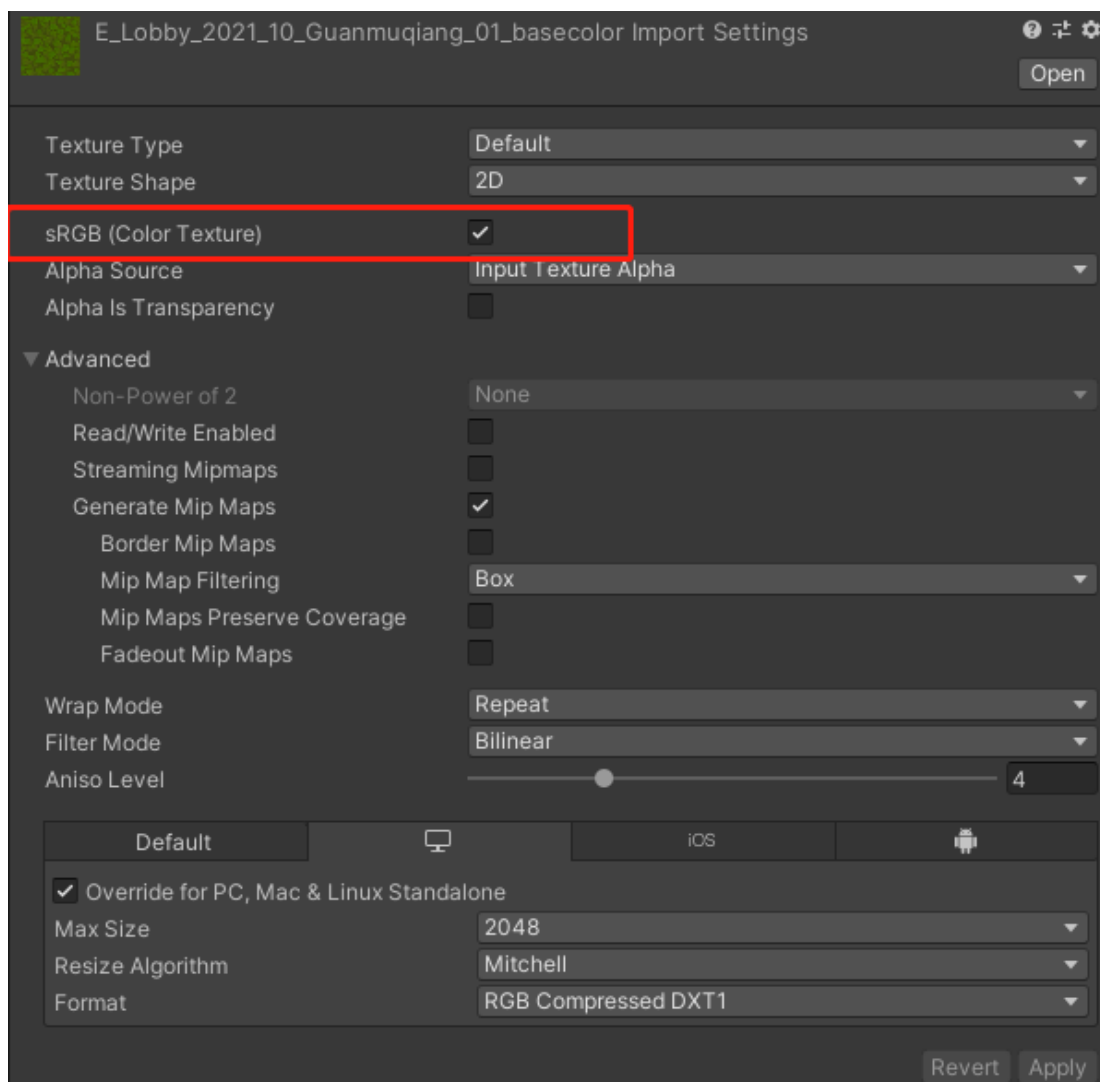 E_Lobby_2021_10_Guanmuqiang_01_basecolor Import Settings
Open
Texture Type Default
Texture Shape 2D
sRGB (Color Texture)
Alpha Source Input Texture Alpha
Alpha Is Transparency
Advanced
Non-Power of 2 None
Read/Write Enabled
Streaming Mipmaps
Generate Mip Maps
Border Mip Maps
Mip Map Filtering Box
Mip Maps Preserve Coverage
Fadeout Mip Maps
Wrap Mode Repeat
Filter Mode Bilinear
Aniso Level 4
Default iOS
Override for PC, Mac & Linux Standalone
Max Size 2048
Resize Algorithm Mitchell
Format RGB Compressed DXT1
Revert Apply